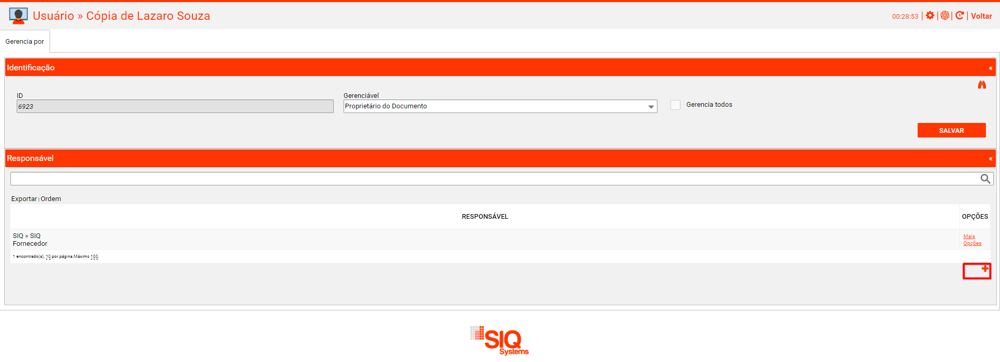 Usuário » Cópia de Lazaro Souza
00:28:53 | | | | Voltar
Gerencia por
Identificação «
ID
6923
Gerenciável
Proprietário do Documento
Gerencia todos
SALVAR
Responsável «
Exportar | Ordem
RESPONSÁVEL
OPÇÕES
SIQ » SIQ
Fornecedor
Mais
Opções
1 encontrado(s), 10 por página.Máximo 100.
SIQ
Systems